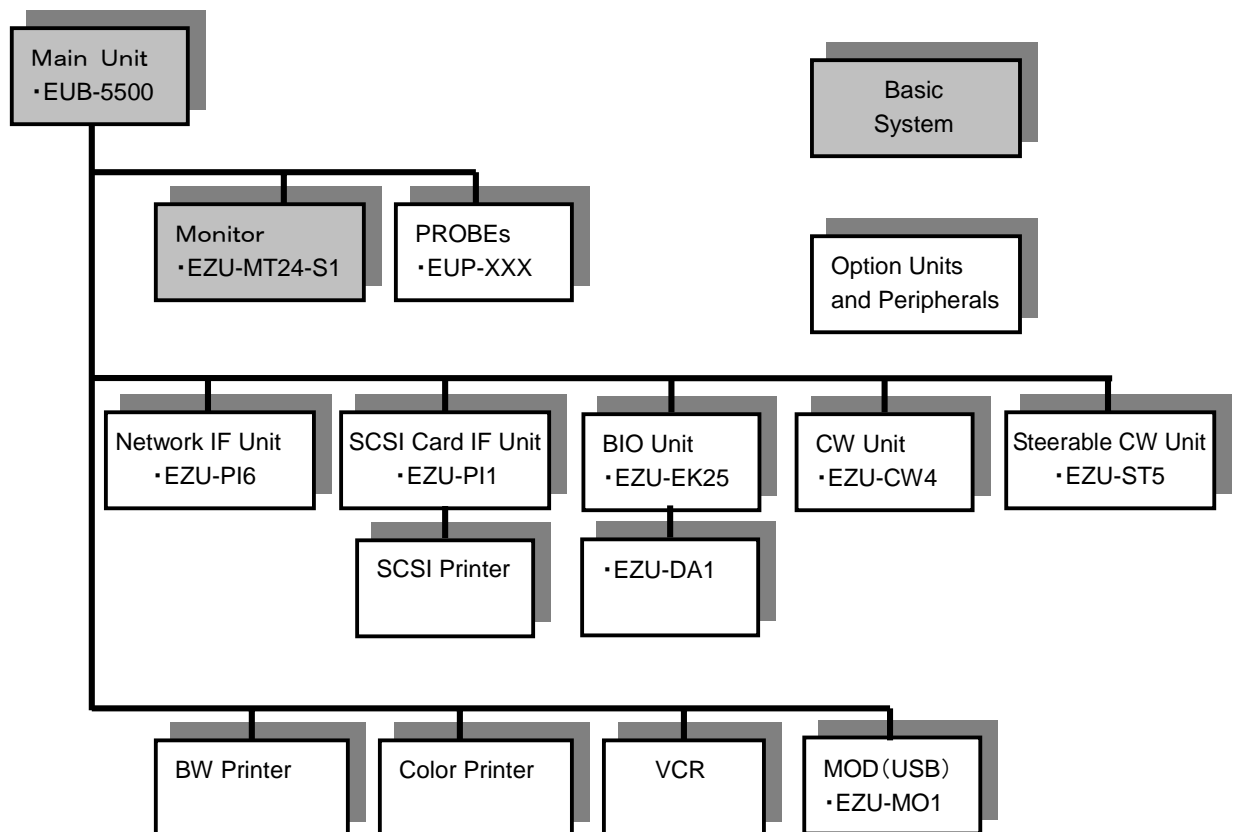 Main Unit
・EUB-5500
Basic
System
Monitor
・EZU-MT24-S1
PROBEs
・EUP-XXX
Option Units
and Peripherals
Network IF Unit
・EZU-PI6
SCSI Card IF Unit
・EZU-PI1
BIO Unit
・EZU-EK25
CW Unit
・EZU-CW4
Steerable CW Unit
・EZU-ST5
SCSI Printer
・EZU-DA1
BW Printer
Color Printer
VCR
MOD(USB)
・EZU-MO1